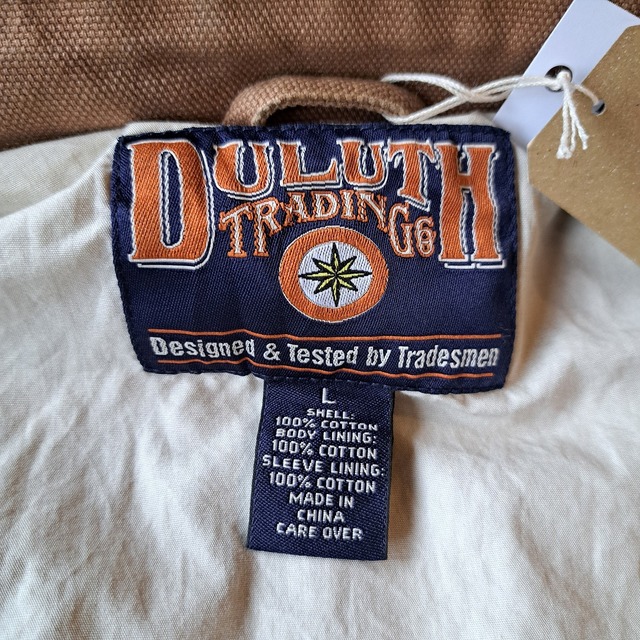 DULUTH
TRADING CO
Designed & Tested by Tradesmen
L
SHELL:
100% COTTON
BODY LINING:
100% COTTON
SLEEVE LINING:
100% COTTON
MADE IN
CHINA
CARE OVER